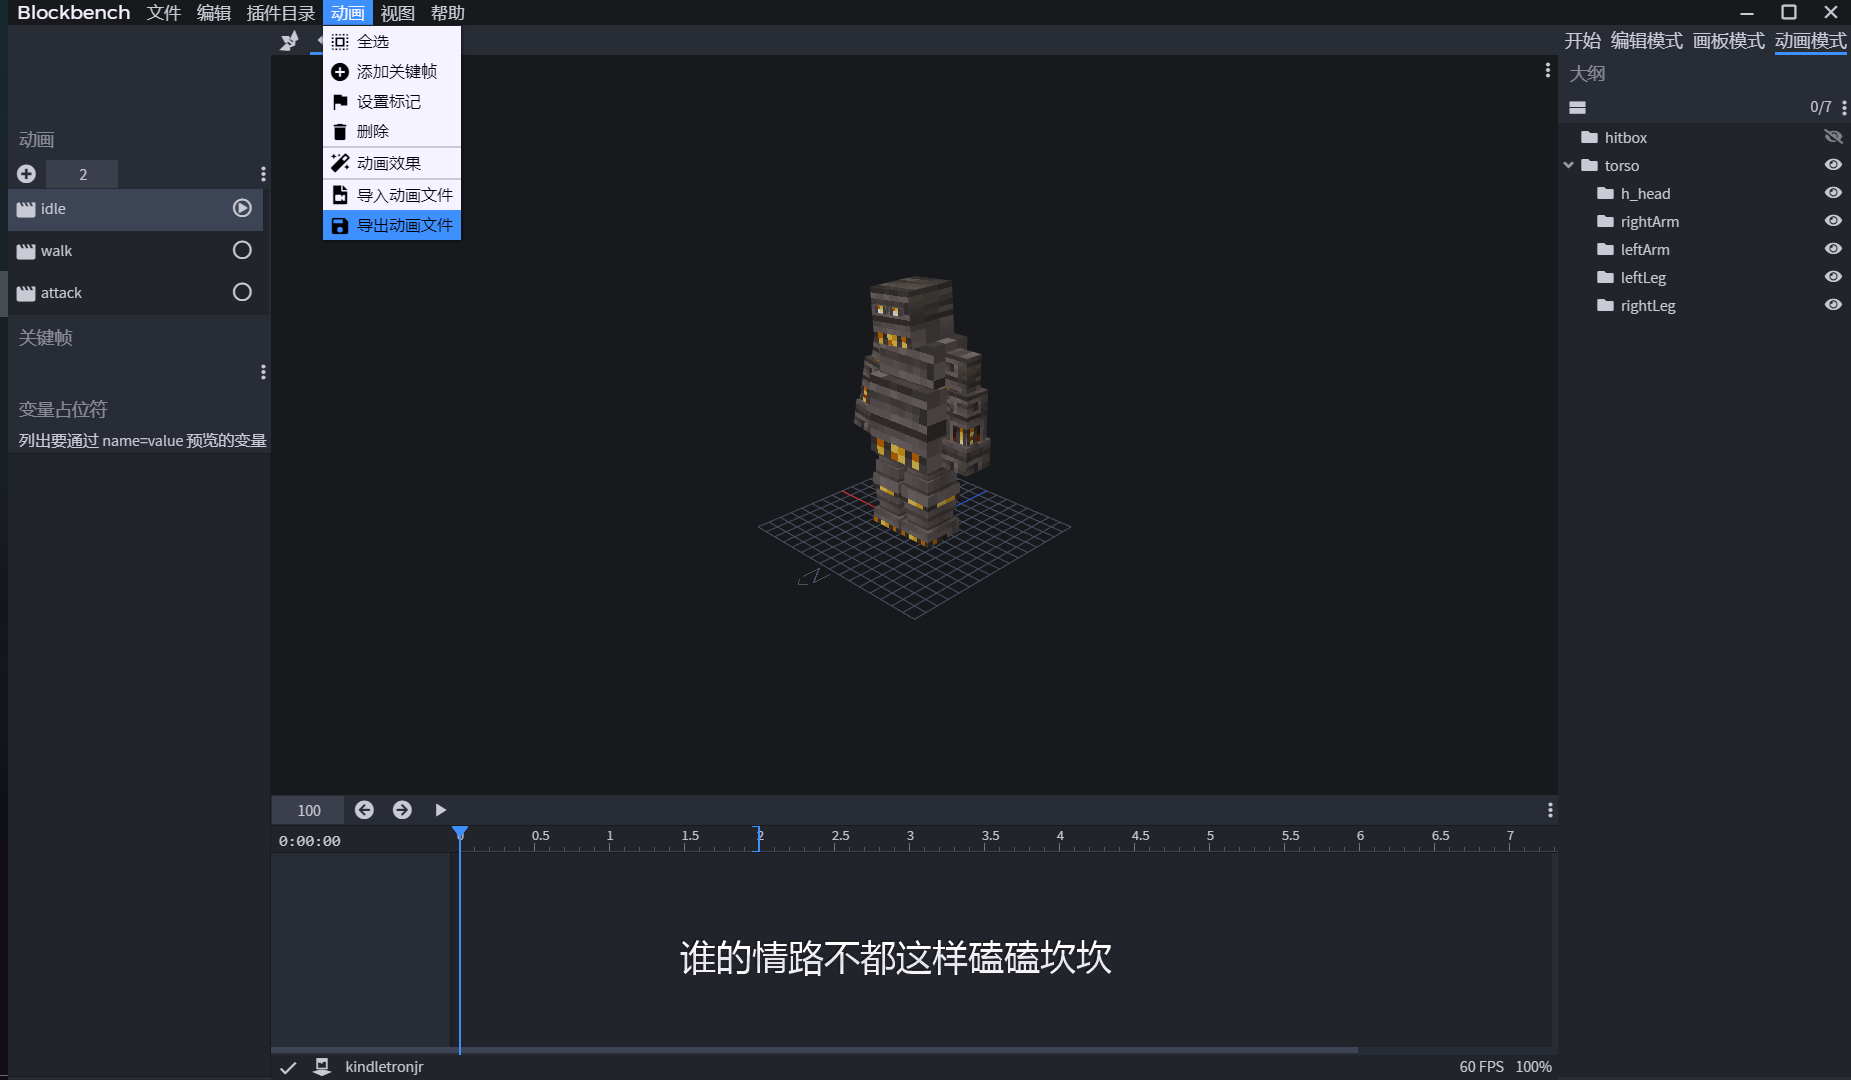 Blockbench 文件 编辑 插件目录 动画 视图 帮助
全选
添加关键帧
设置标记
删除
动画效果
导入动画文件
导出动画文件
动画
2
idle
walk
attack
关键帧
变量占位符
列出要通过 name=value 预览的变量
开始 编辑模式 画板模式 动画模式
大纲
0/7
hitbox
torso
h_head
rightArm
leftArm
leftLeg
rightLeg
100
0:00:00
0 0.5 1 1.5 2 2.5 3 3.5 4 4.5 5 5.5 6 6.5 7
谁的情路不都这样磕磕坎坎
kindletronjr
60 FPS 100%